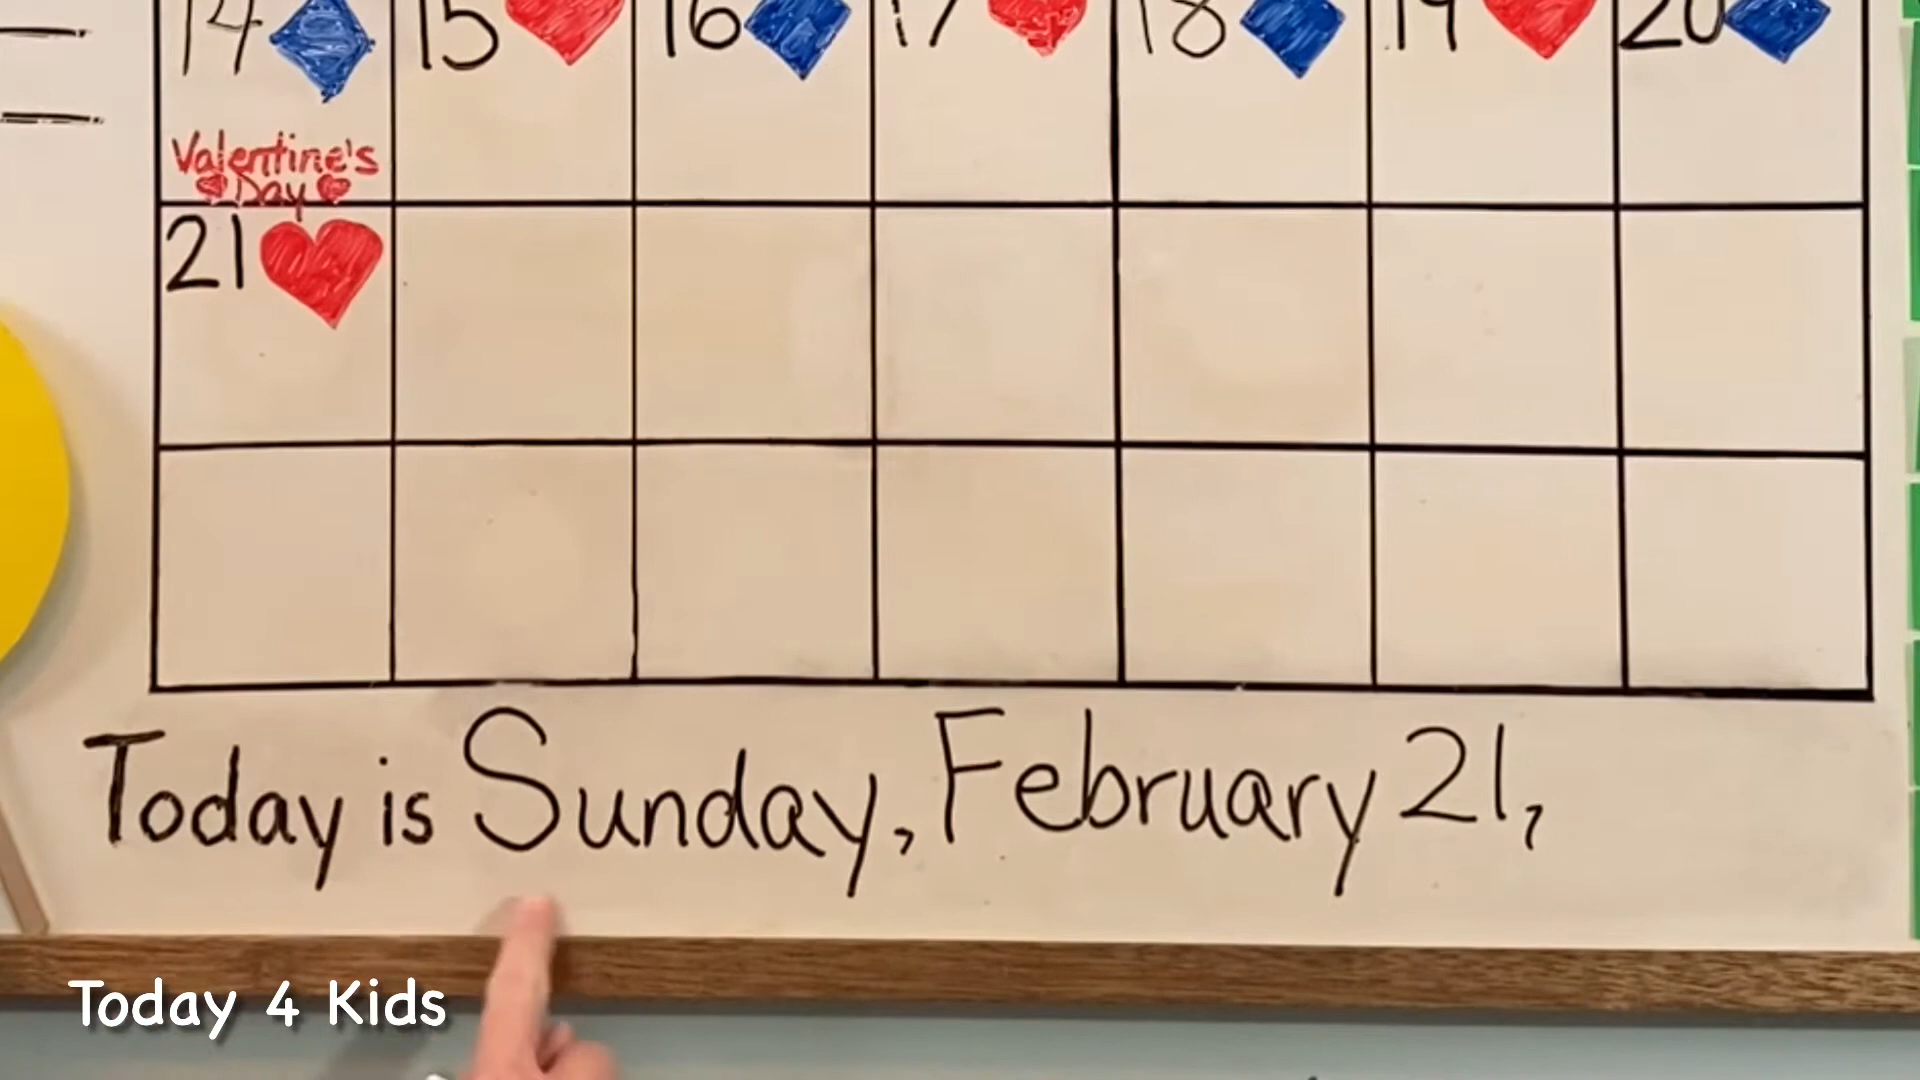 14 15 16 17 18 19 20
Valentine's
Day
21
Today is Sunday, February 21,
Today 4 Kids